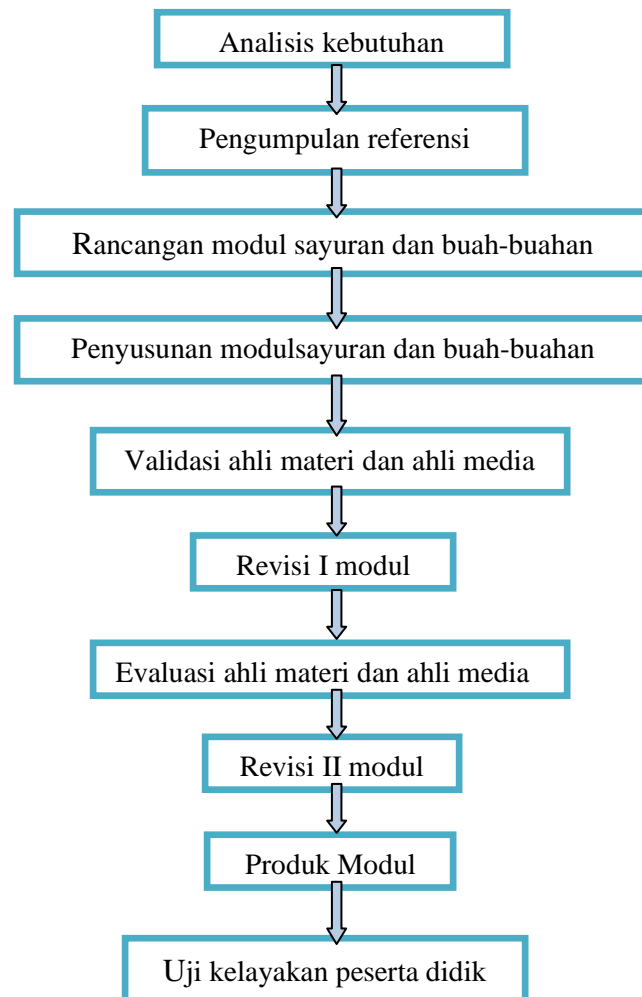 Analisis kebutuhan
Pengumpulan referensi
Rancangan modul sayuran dan buah-buahan
Penyusunan modulsayuran dan buah-buahan
Validasi ahli materi dan ahli media
Revisi I modul
Evaluasi ahli materi dan ahli media
Revisi II modul
Produk Modul
Uji kelayakan peserta didik